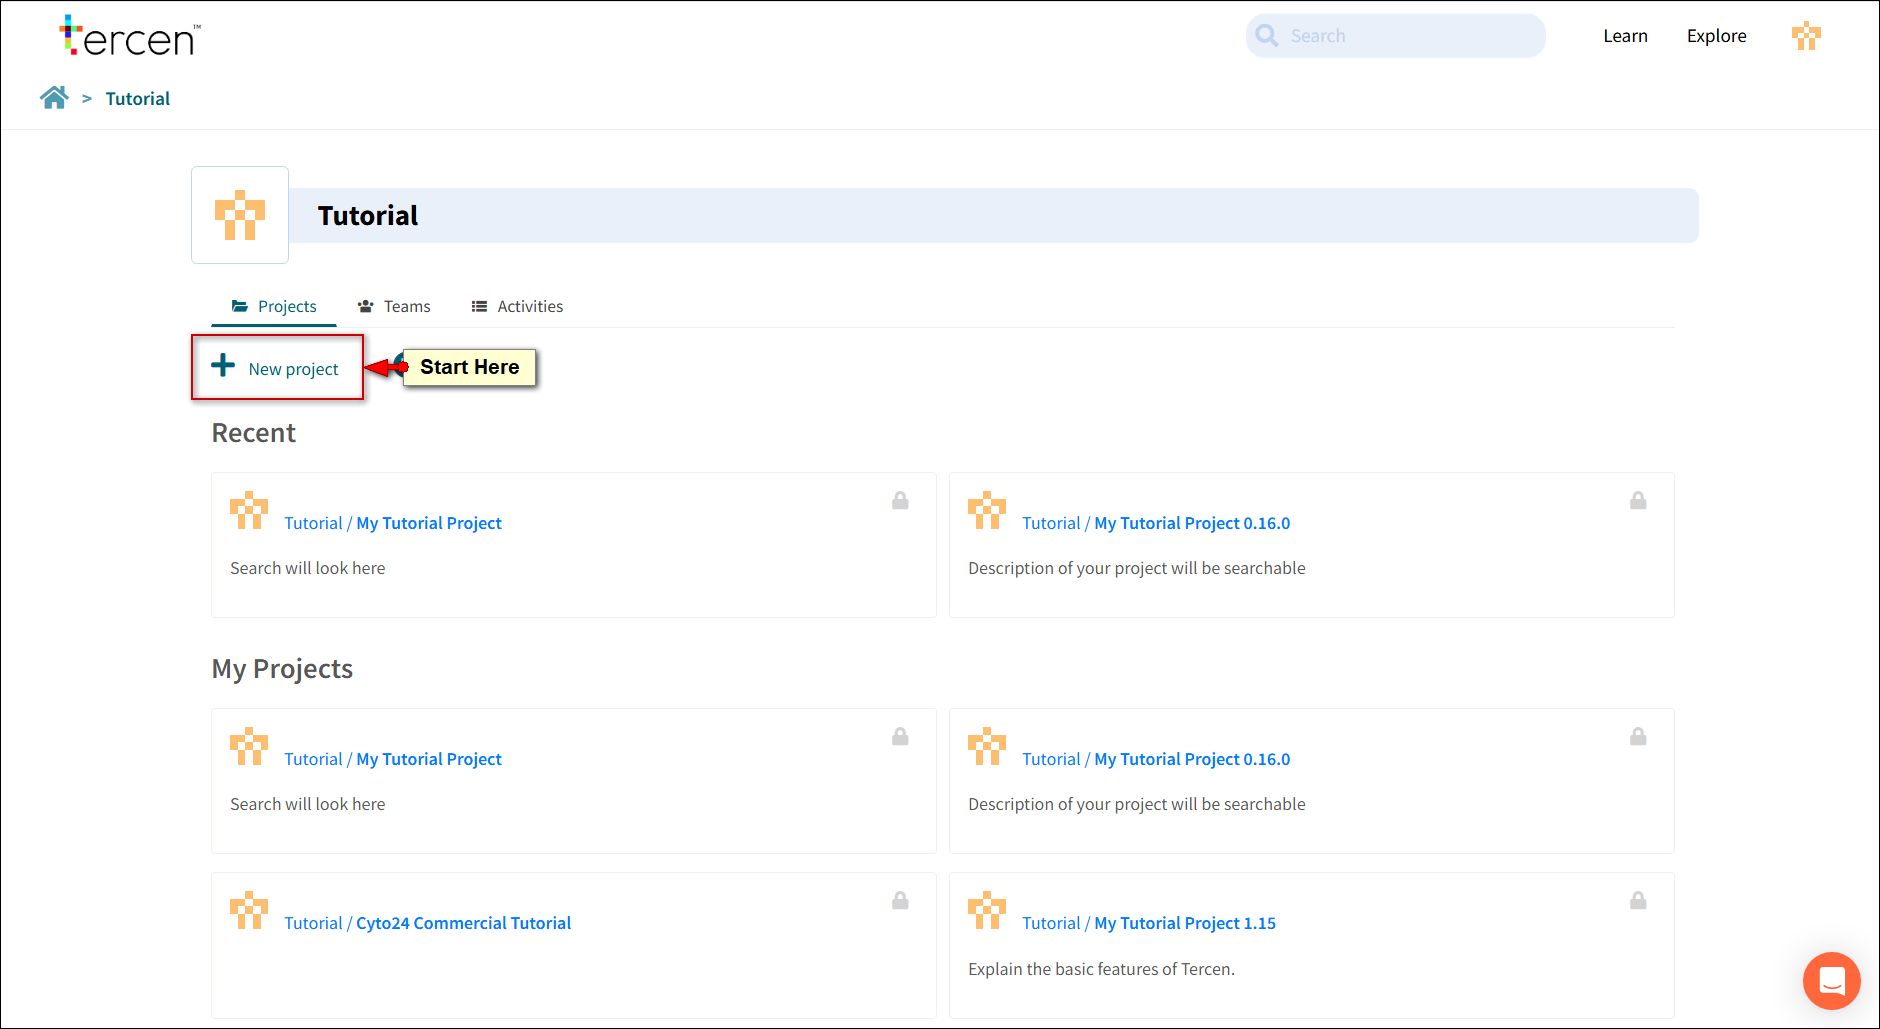 tercen™
Search
Learn
Explore
> Tutorial
Tutorial
Projects
Teams
Activities
New project
Start Here
Recent
Tutorial / My Tutorial Project
Search will look here
Tutorial / My Tutorial Project 0.16.0
Description of your project will be searchable
My Projects
Tutorial / My Tutorial Project
Search will look here
Tutorial / My Tutorial Project 0.16.0
Description of your project will be searchable
Tutorial / Cyto24 Commercial Tutorial
Tutorial / My Tutorial Project 1.15
Explain the basic features of Tercen.